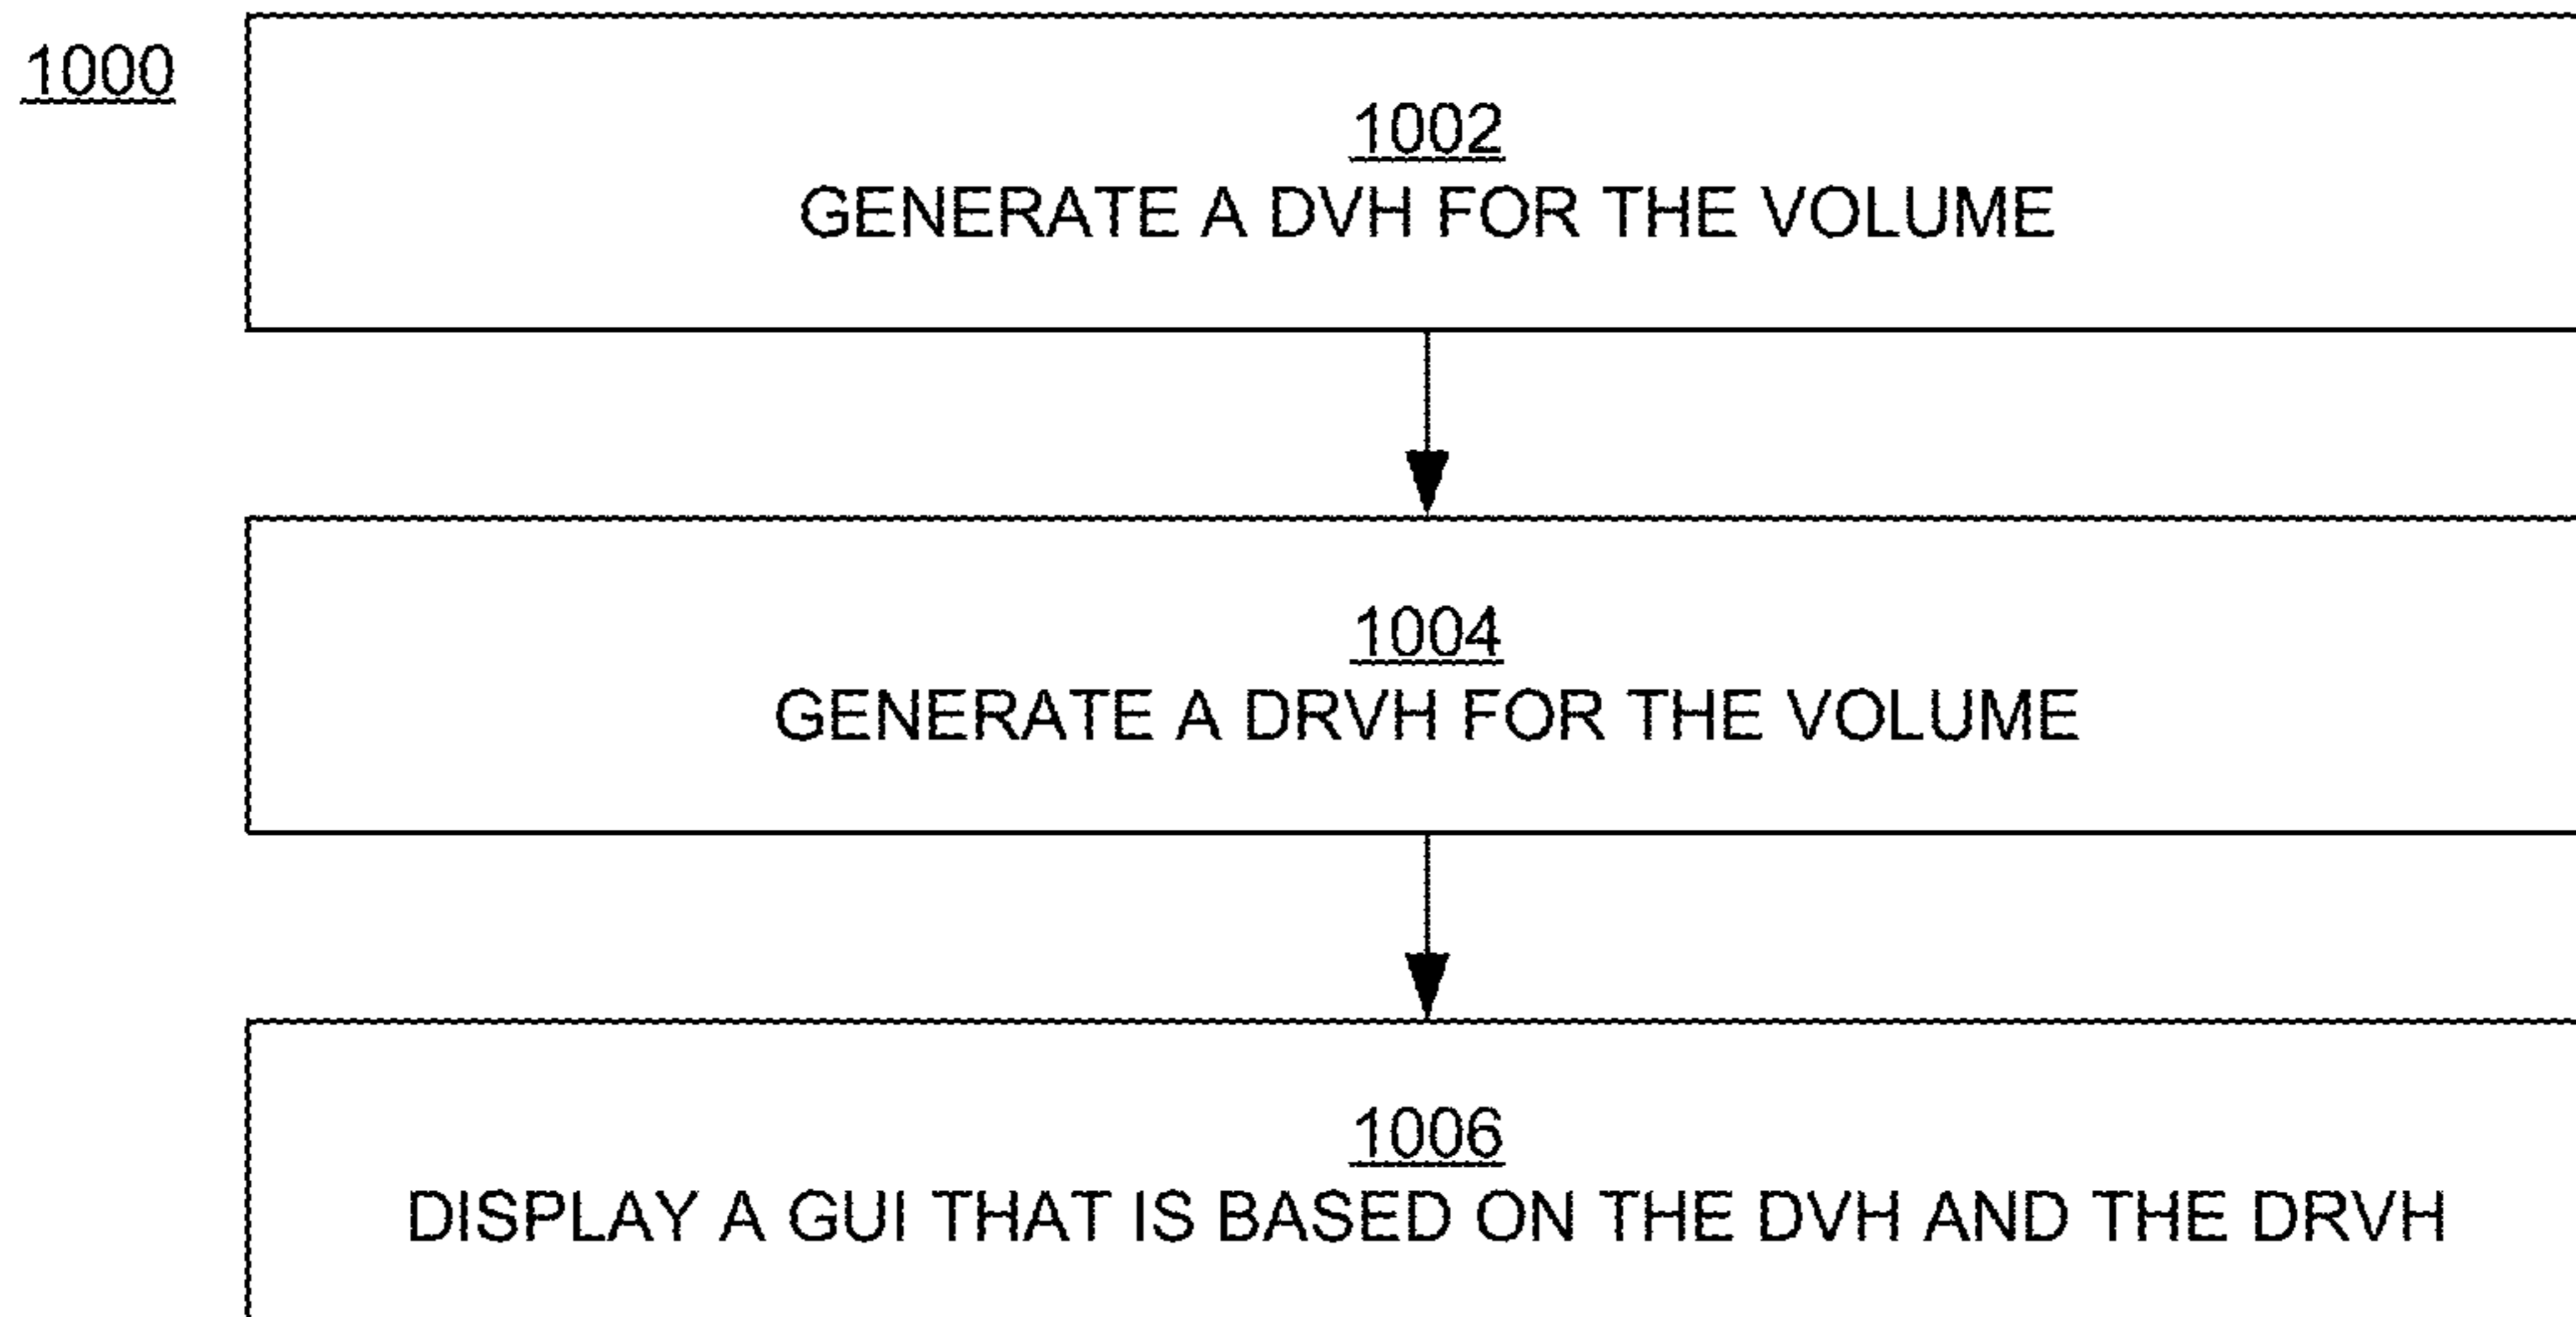 1000
1002
GENERATE A DVH FOR THE VOLUME
1004
GENERATE A DRVH FOR THE VOLUME
1006
DISPLAY A GUI THAT IS BASED ON THE DVH AND THE DRVH